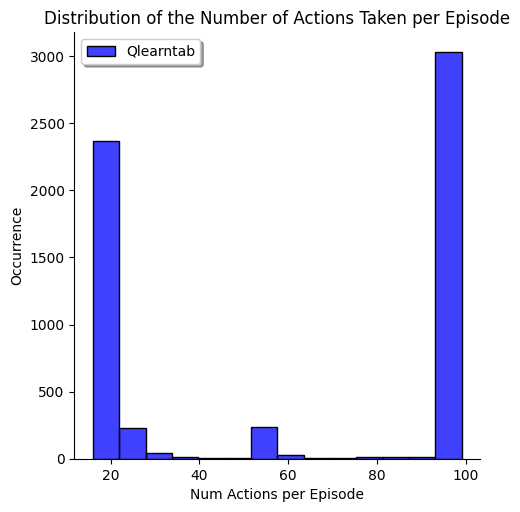 Distribution of the Number of Actions Taken per Episode
Qlearntab
3000
2500
2000
1500
1000
500
0
Occurrence
20 40 60 80 100
Num Actions per Episode